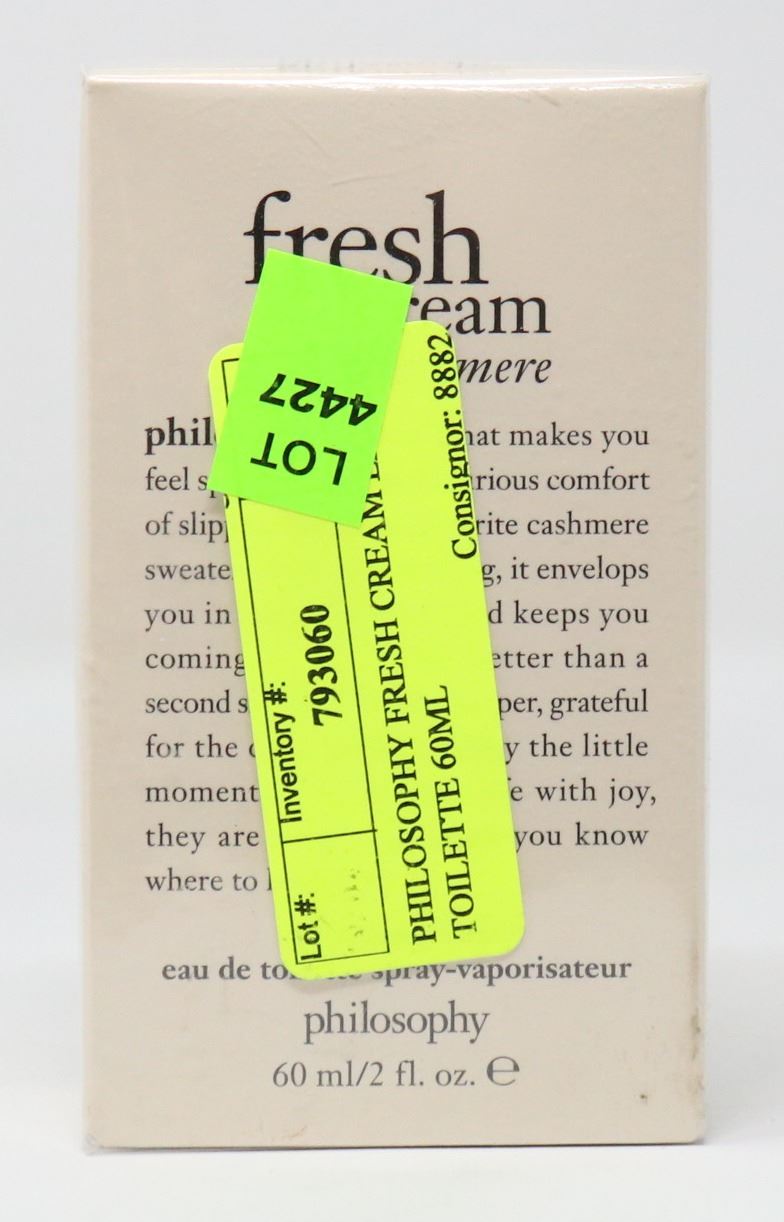 fresh
ream
mere
phil hat makes you
feel s rious comfort
of slip rite cashmere
sweate g, it envelops
you in d keeps you
coming etter than a
second s per, grateful
for the y the little
moment e with joy,
they are you know
where to
eau de toilette spray-vaporisateur
philosophy
60 ml/2 fl. oz. e
LOT
4427
Lot #:
Inventory #:
793060
PHILOSOPHY FRESH CREAM
TOILETTE 60ML
Consignor: 8882